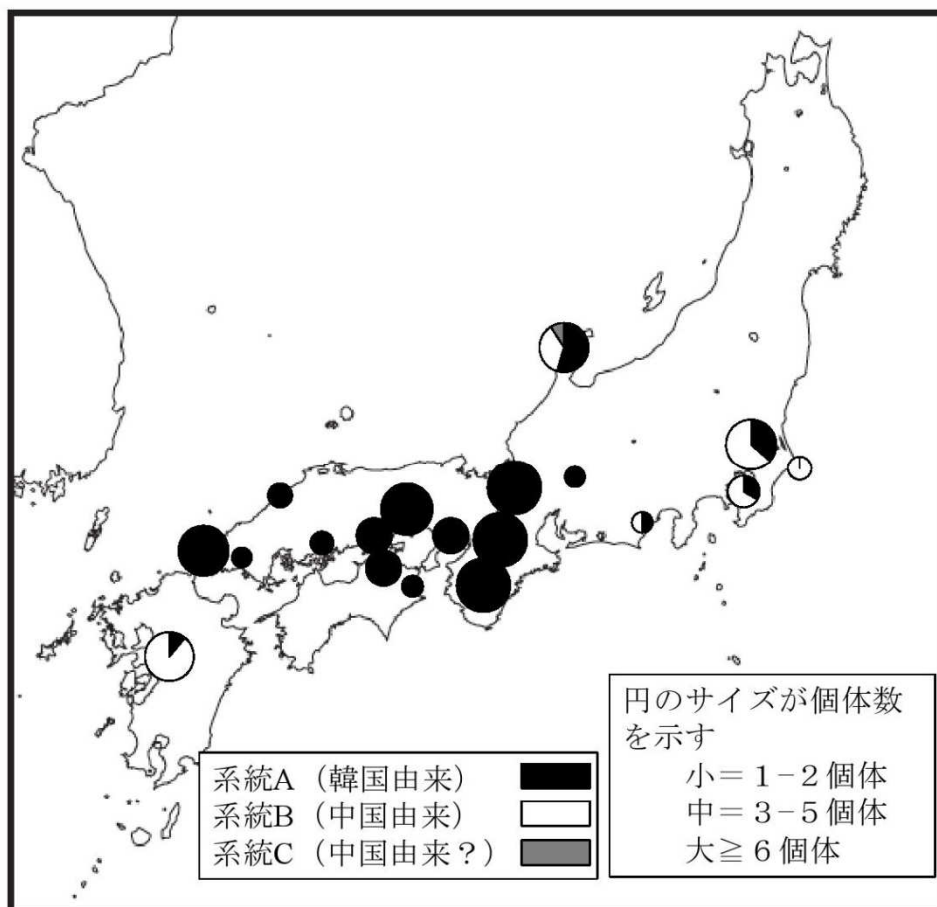 系統A（韓国由来）
系統B（中国由来）
系統C（中国由来？）
円のサイズが個体数
を示す
小＝１−２個体
中＝３−５個体
大≧６個体